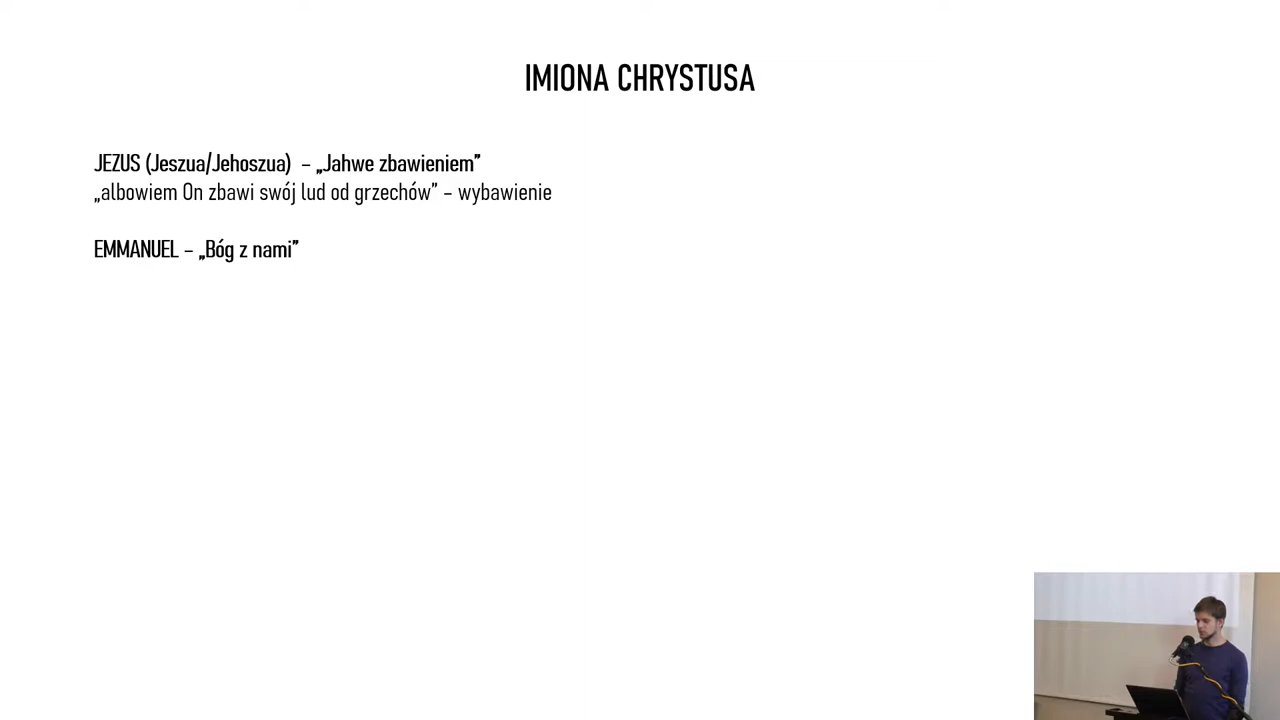 IMIONA CHRYSTUSA
JEZUS (Jeszua/Jehoszua) – „Jahwe zbawieniem”
„albowiem On zbawi swój lud od grzechów” – wybawienie
EMMANUEL – „Bóg z nami”